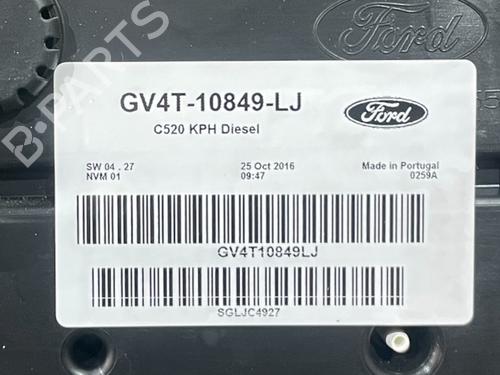 Ford
B-PARTS
GV4T-10849-LJ
Ford
C520 KPH Diesel
SW 04 . 27
25 Oct 2016
Made in Portugal
NVM 01
09:47
0259A
GV4T10849LJ
SGLJC4927